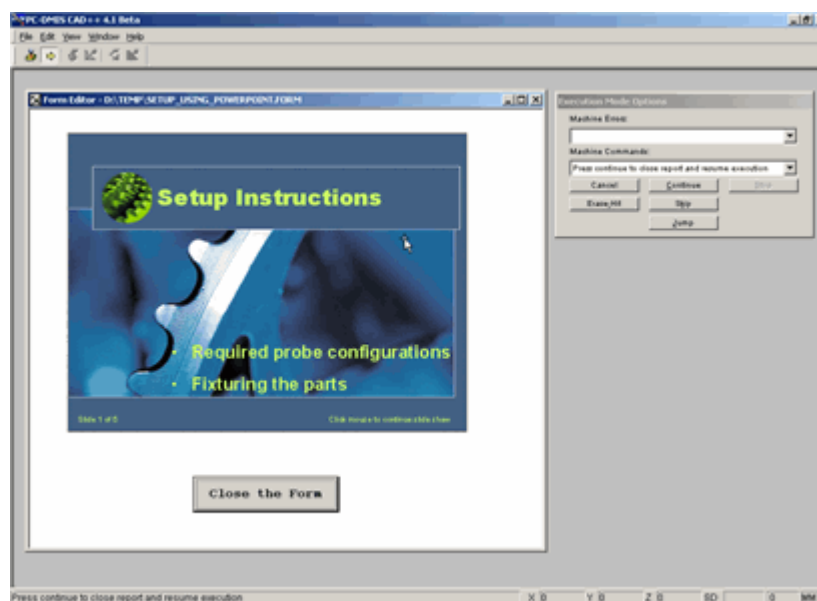 PC-DMIS CAD++ 4.1 Beta
File Edit View Window Help
Form Editor - D:\TEMP\SETUP_USING_POWERPOINT.FORM
Setup Instructions
• Required probe configurations
• Fixturing the parts
Slide 1 of 5
Click mouse to continue slide show
Close the Form
Execution Mode Options
Machine Errors:
Machine Commands:
Press continue to close report and resume execution
Cancel Continue Stop
Erase Hit Skip
Jump
Press continue to close report and resume execution
X 0 Y 0 Z 0 SD 0 MM